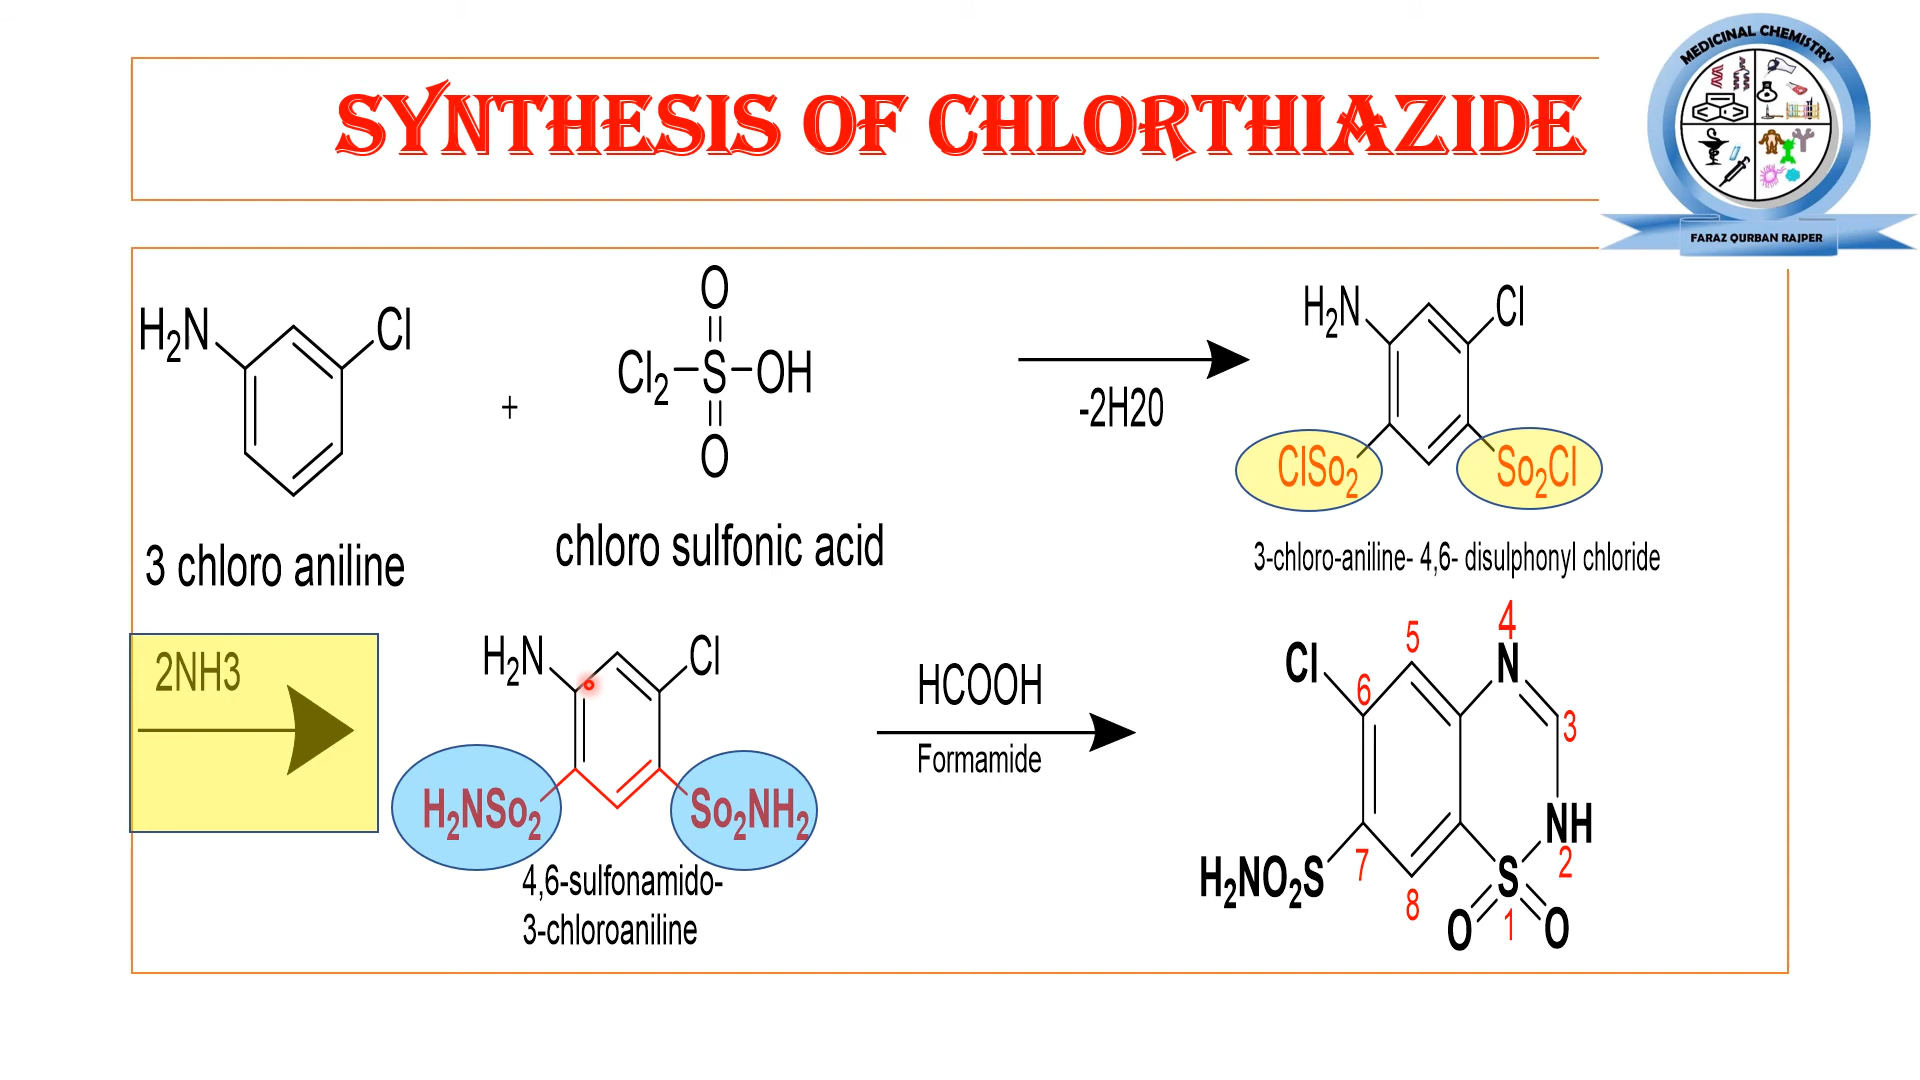 SYNTHESIS OF CHLORTHIAZIDE
MEDICINAL CHEMISTRY
FARAZ QURBAN RAJPER
H2N
Cl
+
O
Cl2-S-OH
O
-2H20
H2N
Cl
ClSo2
So2Cl
3 chloro aniline
chloro sulfonic acid
3-chloro-aniline- 4,6- disulphonyl chloride
2NH3
H2N
Cl
H2NSo2
So2NH2
4,6-sulfonamido-
3-chloroaniline
HCOOH
Formamide
Cl
5
4
N
6
3
NH
2
H2NO2S
7
8
S
O
1
O